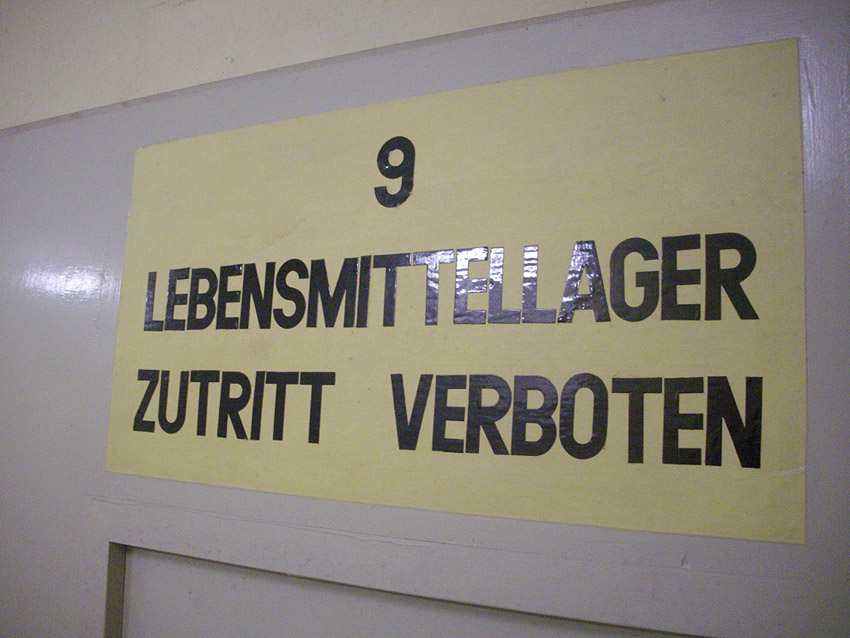 9
LEBENSMITTELLAGER
ZUTRITT VERBOTEN